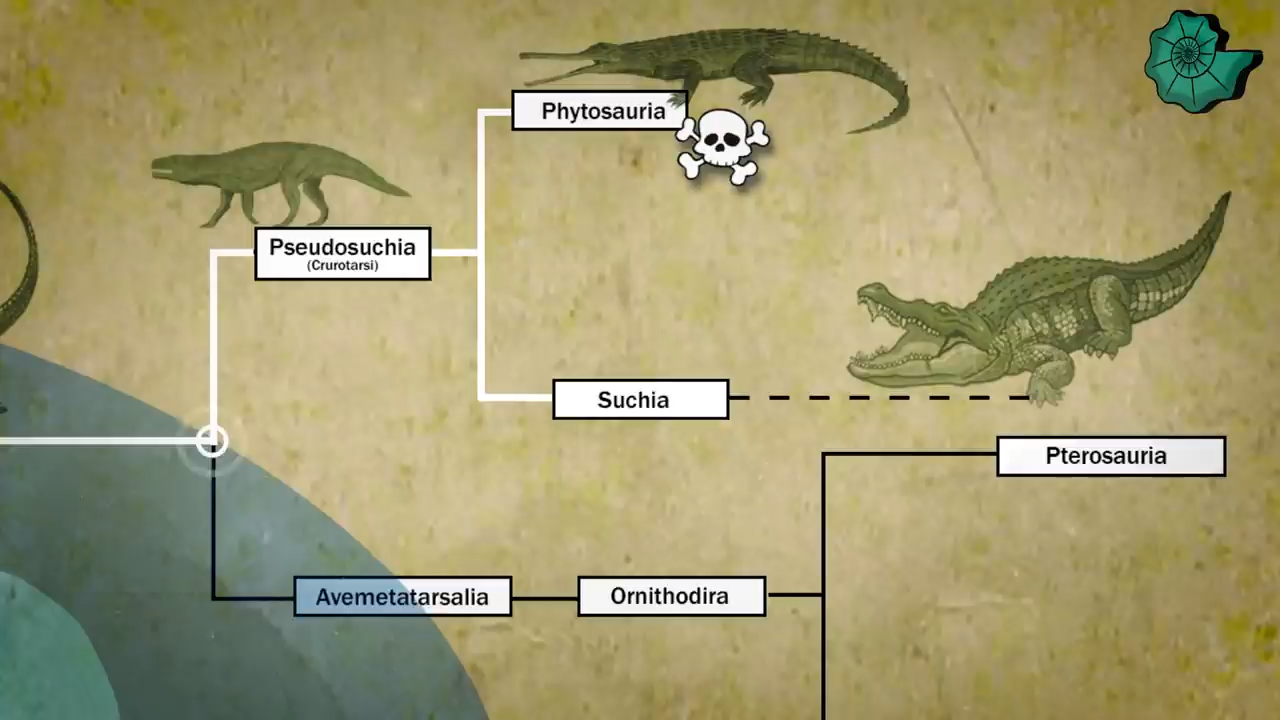 Phytosauria
Pseudosuchia
(Crurotarsi)
Suchia
Pterosauria
Avemetatarsalia
Ornithodira